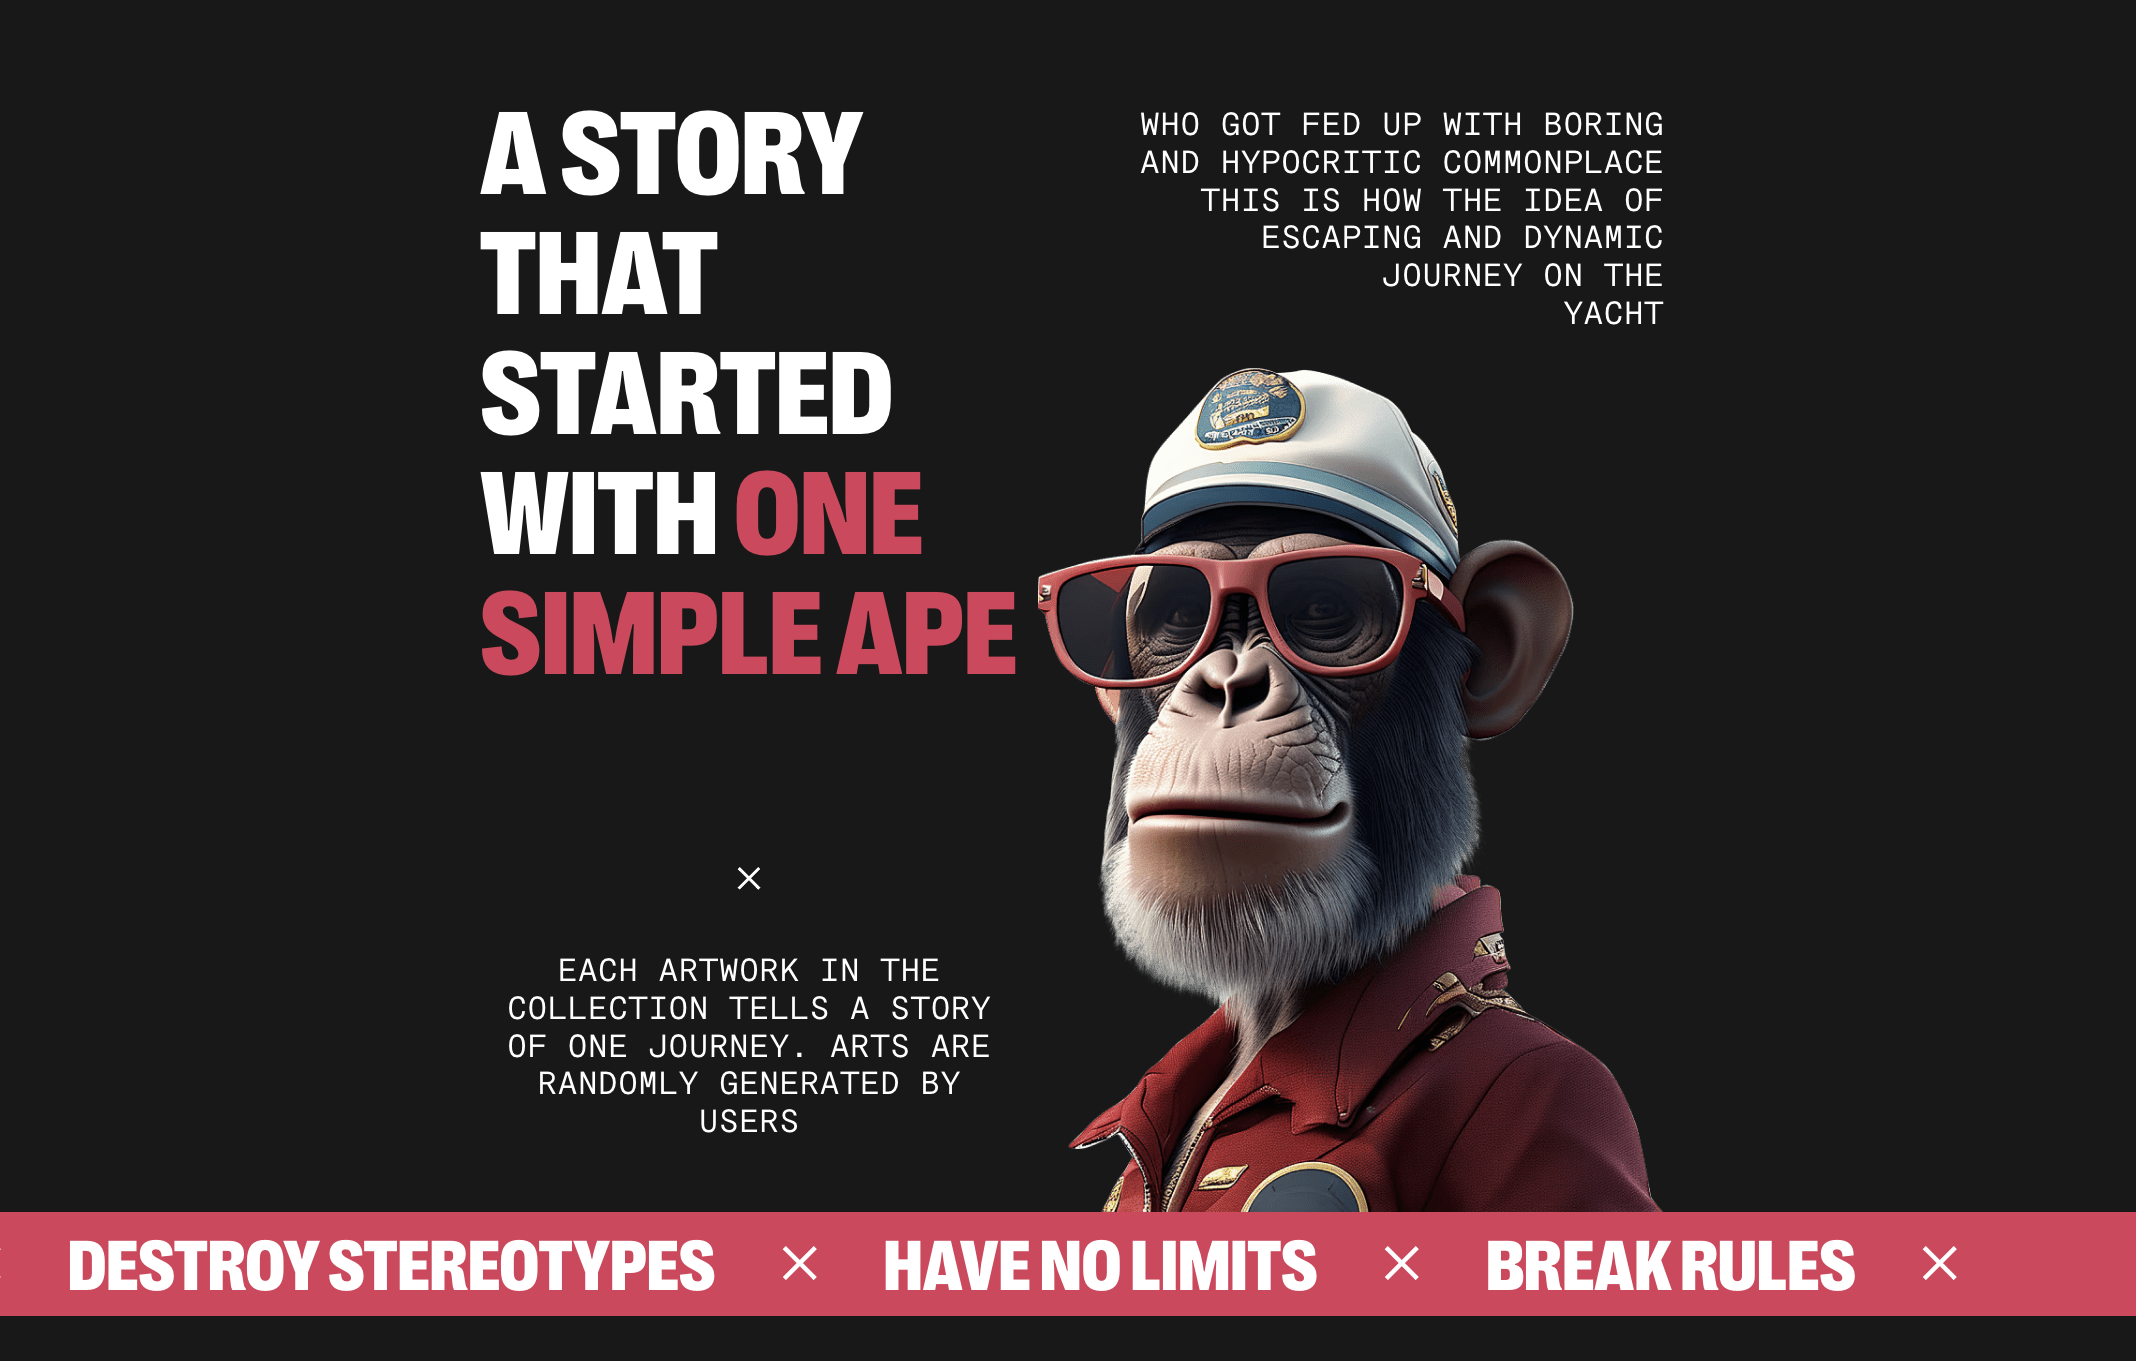 A STORY
THAT
STARTED
WITH ONE
SIMPLE APE
WHO GOT FED UP WITH BORING
AND HYPOCRITIC COMMONPLACE
THIS IS HOW THE IDEA OF
ESCAPING AND DYNAMIC
JOURNEY ON THE
YACHT
EACH ARTWORK IN THE
COLLECTION TELLS A STORY
OF ONE JOURNEY. ARTS ARE
RANDOMLY GENERATED BY
USERS
DESTROY STEREOTYPES × HAVE NO LIMITS × BREAK RULES ×